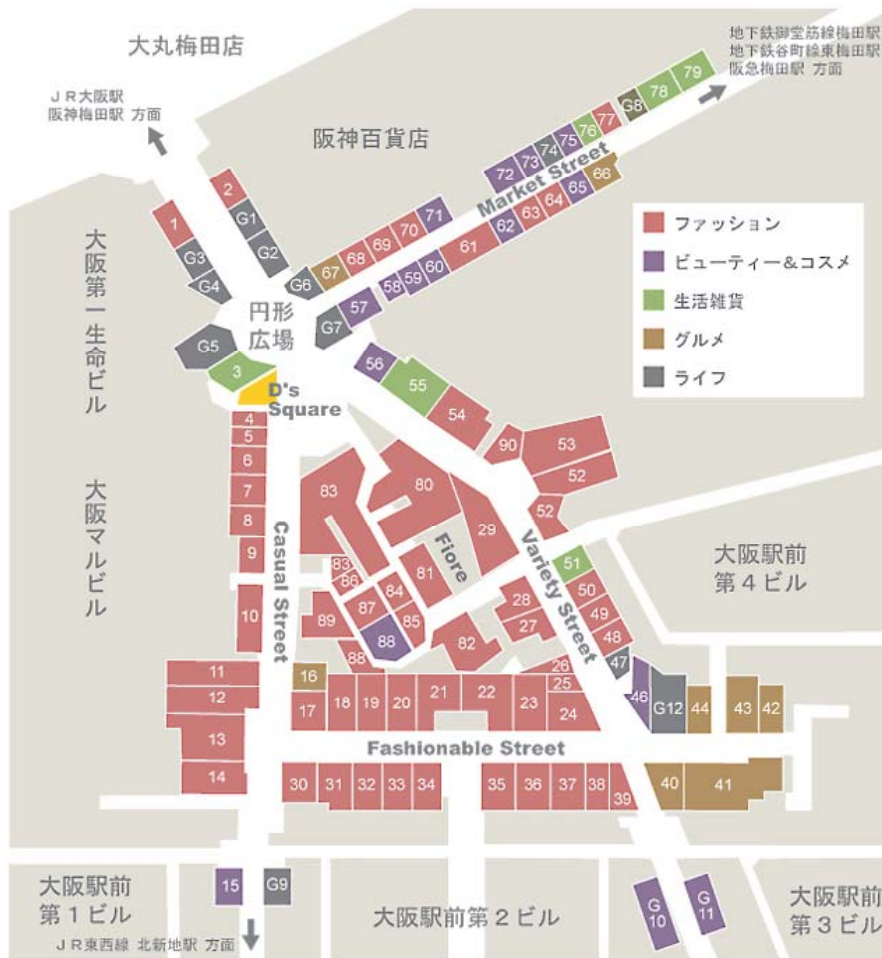 大丸梅田店
地下鉄御堂筋線梅田駅
地下鉄谷町線東梅田駅
阪急梅田駅 方面
JR大阪駅
阪神梅田駅 方面
阪神百貨店
79
78
G8
77
76
75
74
73
72
Market Street
66
65
64
63
62
61
60
59
58
57
71
70
69
68
67
G6
G7
2
G1
G2
1
G3
G4
G5
3
円形
広場
D's
Square
大阪第一生命ビル
ファッション
ビューティー&コスメ
生活雑貨
グルメ
ライフ
56
55
54
90
53
52
52
4
5
6
7
8
9
10
大阪マルビル
Casual Street
83
80
29
Fiore
Variety Street
83
86
81
84
87
85
88
89
88
82
28
27
26
25
51
50
49
48
47
46
G12
44
43
42
大阪駅前
第4ビル
11
12
13
14
16
17
18
19
20
21
22
23
24
Fashionable Street
30
31
32
33
34
35
36
37
38
39
40
41
15
G9
G
10
G
11
大阪駅前
第1ビル
大阪駅前第2ビル
大阪駅前
第3ビル
JR東西線 北新地駅 方面